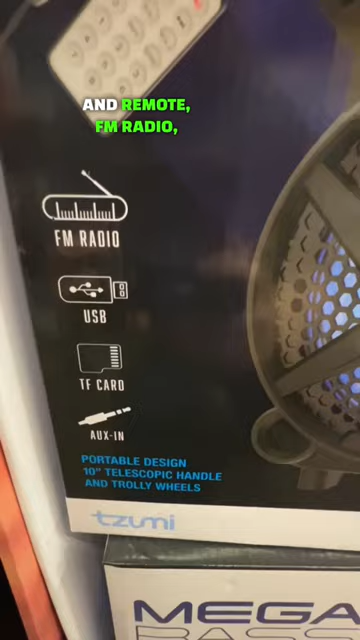 AND REMOTE,
FM RADIO,
FM RADIO
USB
TF CARD
AUX-IN
PORTABLE DESIGN
10" TELESCOPIC HANDLE
AND TROLLY WHEELS
tzumi
MEGA